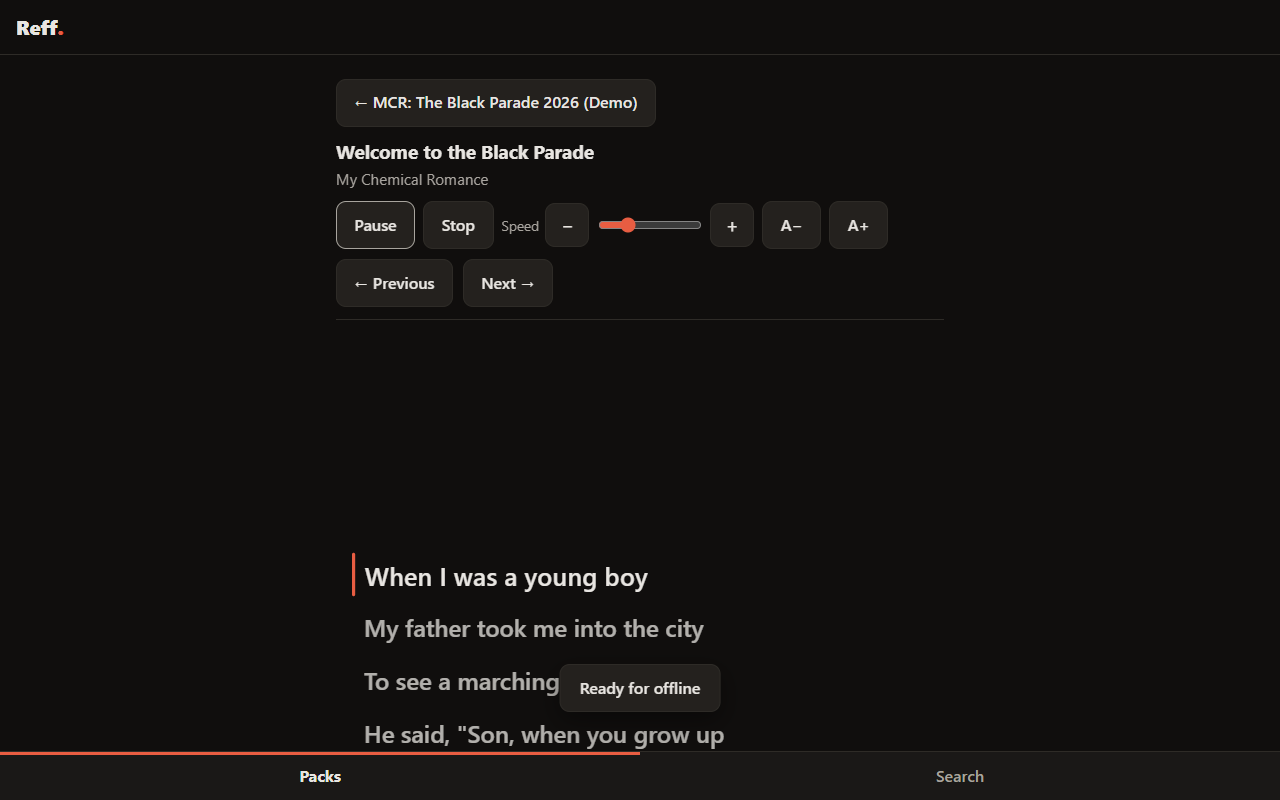 Reff.
← MCR: The Black Parade 2026 (Demo)
Welcome to the Black Parade
My Chemical Romance
Pause Stop Speed − + A− A+
← Previous Next →
When I was a young boy
My father took me into the city
To see a marching
Ready for offline
He said, "Son, when you grow up
Packs Search